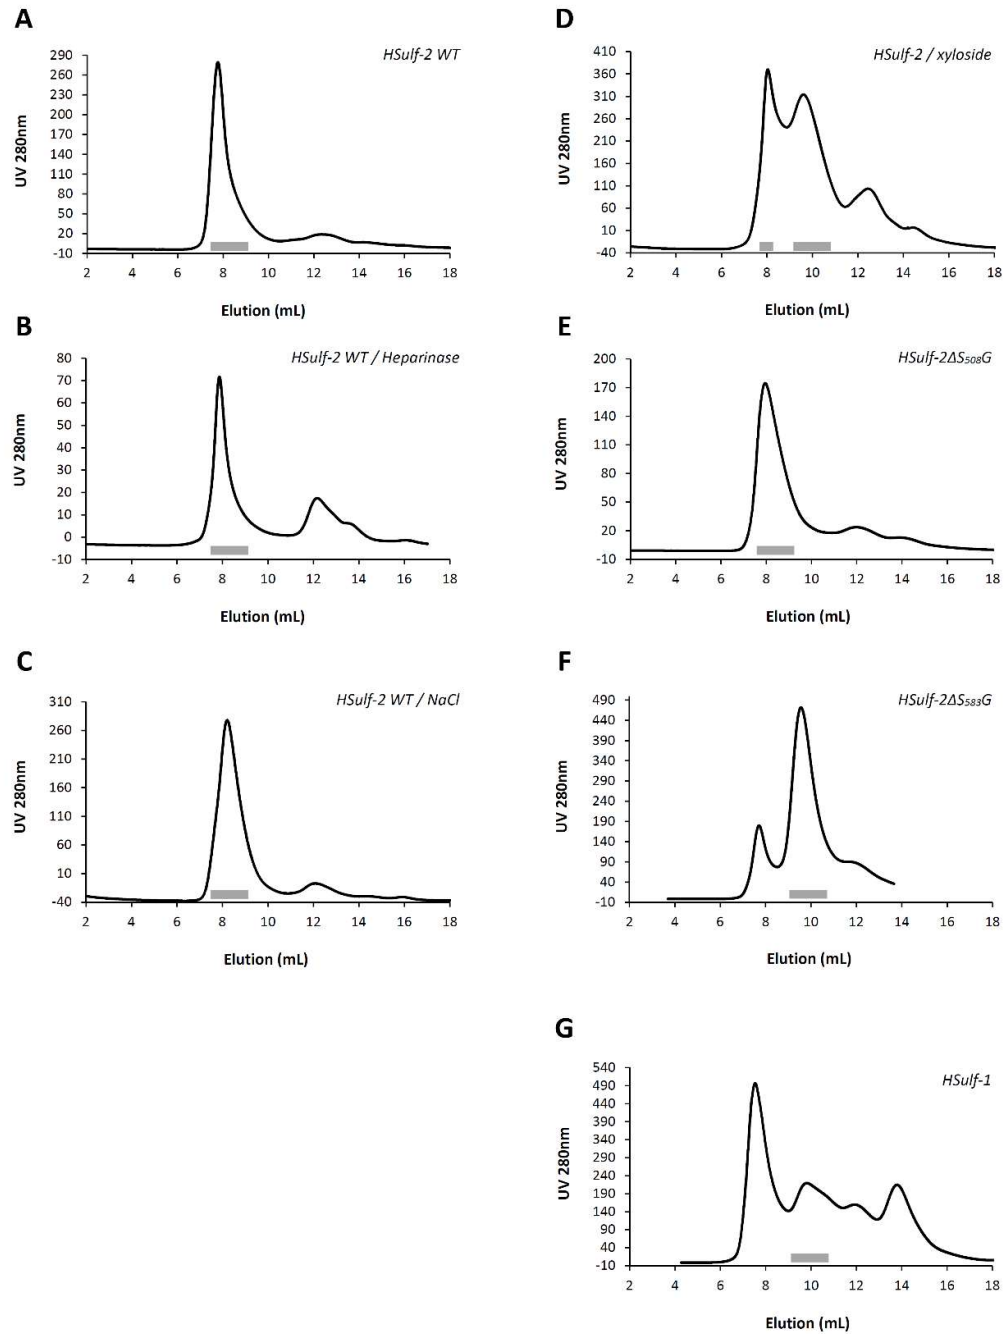 A
HSulf-2 WT
UV 280nm
290
260
230
200
170
140
110
80
50
20
-10
2 4 6 8 10 12 14 16 18
Elution (mL)
B
HSulf-2 WT / Heparinase
UV 280nm
80
70
60
50
40
30
20
10
0
-10
2 4 6 8 10 12 14 16 18
Elution (mL)
C
HSulf-2 WT / NaCl
UV 280nm
310
260
210
160
110
60
10
-40
2 4 6 8 10 12 14 16 18
Elution (mL)
D
HSulf-2 / xyloside
UV 280nm
410
360
310
260
210
160
110
60
10
-40
2 4 6 8 10 12 14 16 18
Elution (mL)
E
HSulf-2ΔS₅₀₈G
UV 280nm
200
170
140
110
80
50
20
-10
2 4 6 8 10 12 14 16 18
Elution (mL)
F
HSulf-2ΔS₅₈₃G
UV 280nm
490
440
390
340
290
240
190
140
90
40
-10
2 4 6 8 10 12 14 16 18
Elution (mL)
G
HSulf-1
UV 280nm
540
490
440
390
340
290
240
190
140
90
40
-10
2 4 6 8 10 12 14 16 18
Elution (mL)